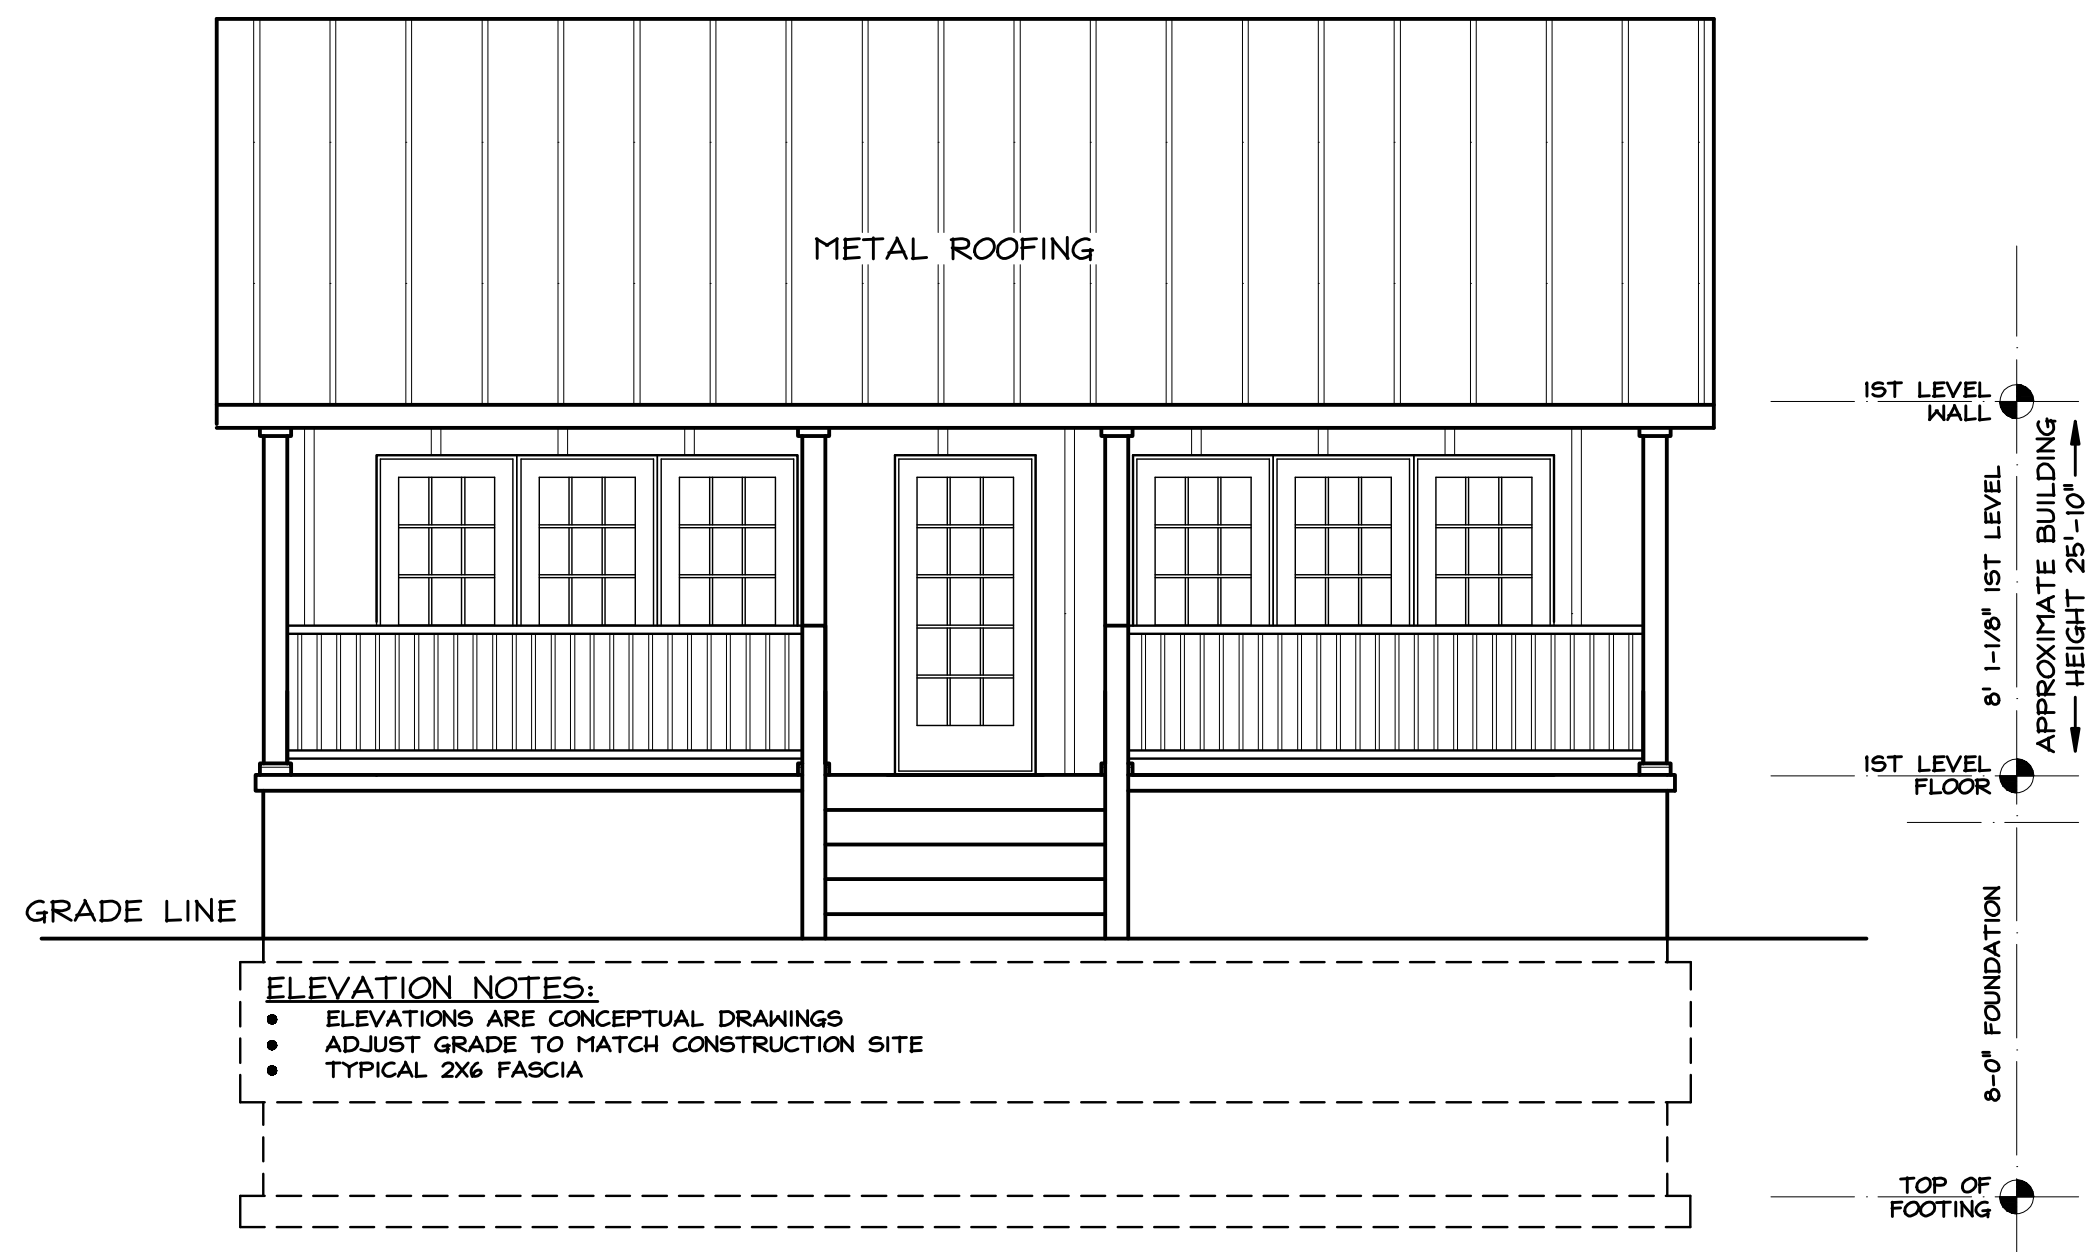 METAL ROOFING
1ST LEVEL
WALL
8' 1-1/8" 1ST LEVEL
APPROXIMATE BUILDING
HEIGHT 25'-10"
1ST LEVEL
FLOOR
GRADE LINE
8-0" FOUNDATION
ELEVATION NOTES:
• ELEVATIONS ARE CONCEPTUAL DRAWINGS
• ADJUST GRADE TO MATCH CONSTRUCTION SITE
• TYPICAL 2X6 FASCIA
TOP OF
FOOTING